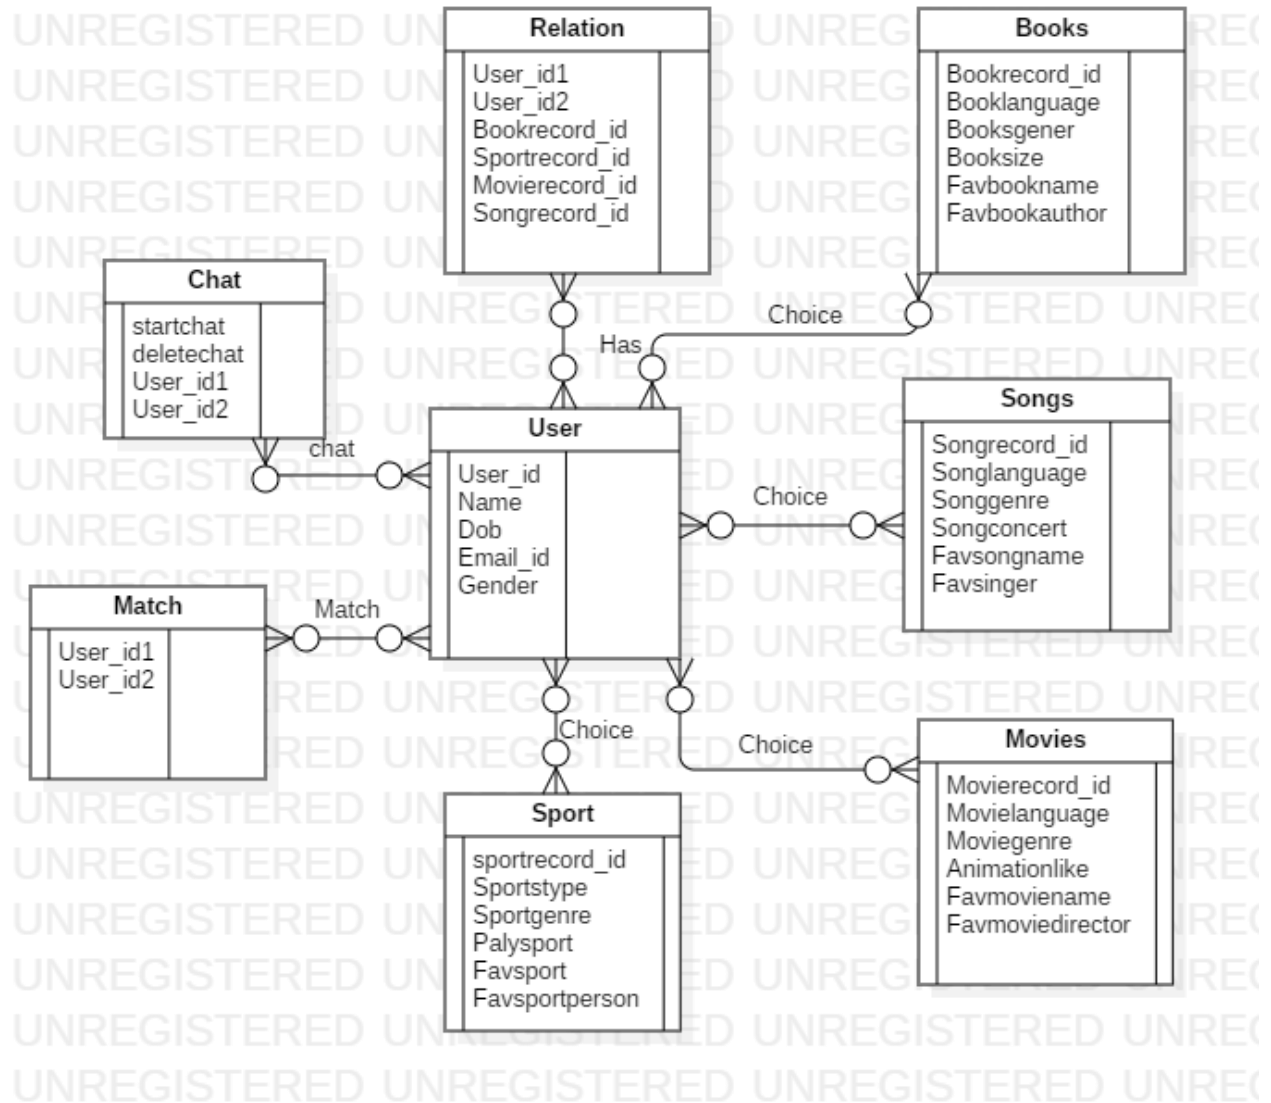 Relation
User_id1
User_id2
Bookrecord_id
Sportrecord_id
Movierecord_id
Songrecord_id
Books
Bookrecord_id
Booklanguage
Booksgener
Booksize
Favbookname
Favbookauthor
Chat
startchat
deletechat
User_id1
User_id2
Choice
Has
chat
User
User_id
Name
Dob
Email_id
Gender
Choice
Songs
Songrecord_id
Songlanguage
Songgenre
Songconcert
Favsongname
Favsinger
Match
User_id1
User_id2
Match
Choice
Choice
Sport
sportrecord_id
Sportstype
Sportgenre
Palysport
Favsport
Favsportperson
Movies
Movierecord_id
Movielanguage
Moviegenre
Animationlike
Favmoviename
Favmoviedirector
UNREGISTERED